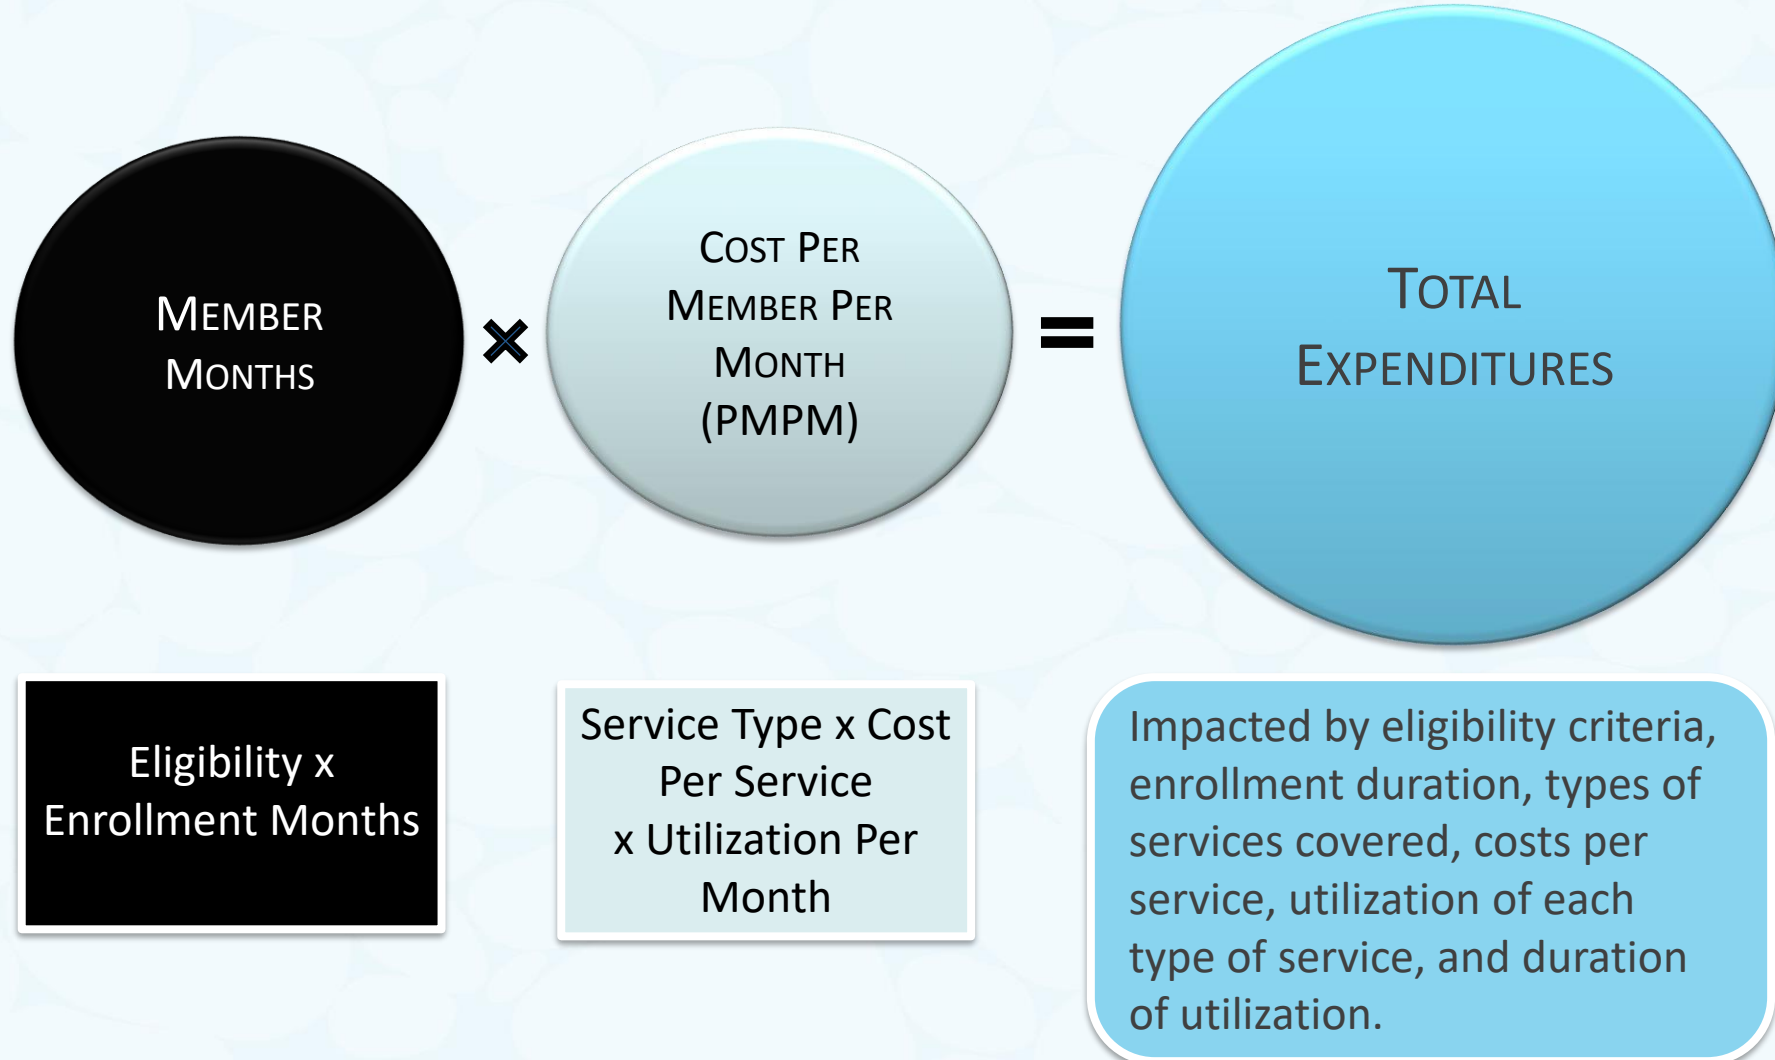 MEMBER
MONTHS
×
COST PER
MEMBER PER
MONTH
(PMPM)
=
TOTAL
EXPENDITURES
Eligibility x
Enrollment Months
Service Type x Cost
Per Service
x Utilization Per
Month
Impacted by eligibility criteria,
enrollment duration, types of
services covered, costs per
service, utilization of each
type of service, and duration
of utilization.